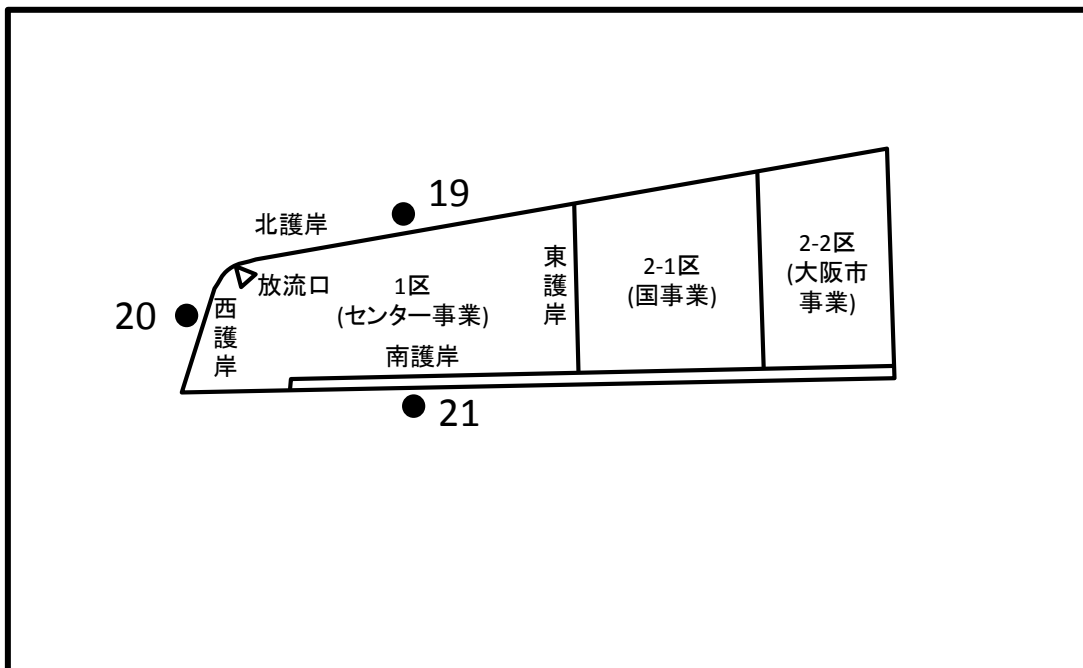 19
北護岸
放流口
20
西護岸
1区
(センター事業)
南護岸
21
東護岸
2-1区
(国事業)
2-2区
(大阪市
事業)